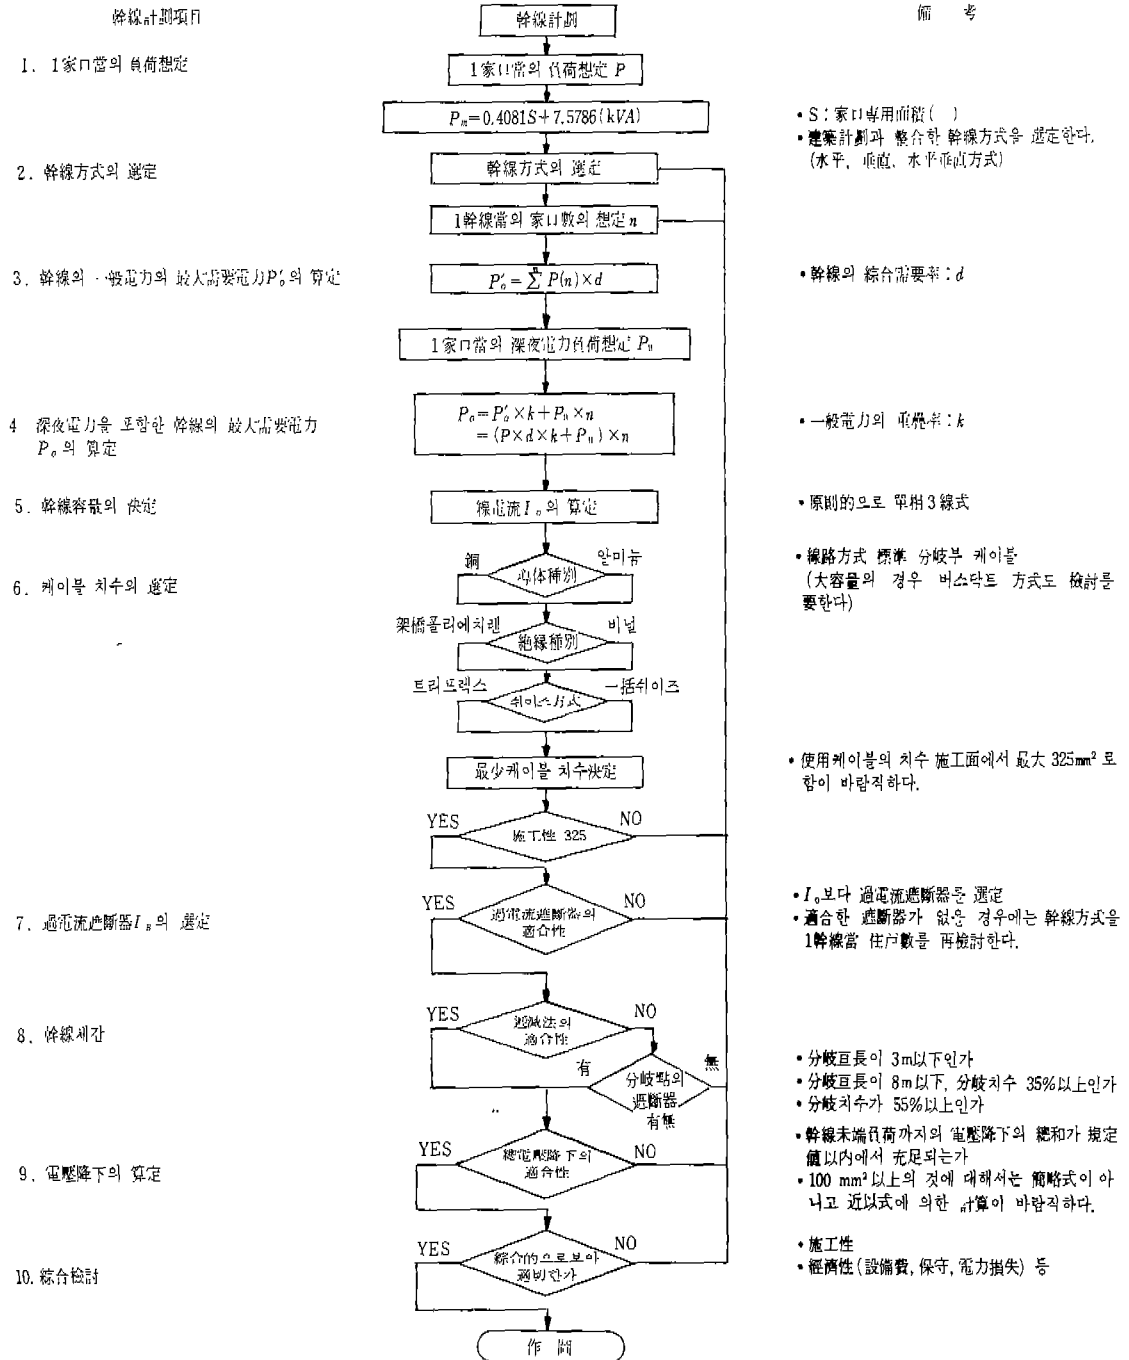 幹線計劃項目
幹線計劃
備 考
1. 1家口當의 負荷想定
1家口當의 負荷想定 P
Pₙ=0.4081S+7.5786(kVA)
• S : 家口専用面積( )
• 建築計劃과 整合한 幹線方式을 選定한다.
(水平, 垂直, 水平垂直方式)
2. 幹線方式의 選定
幹線方式의 選定
1幹線當의 家口數의 想定 n
3. 幹線의 一般電力의 最大需要電力P′ₒ의 算定
P′ₒ= ∑ⁿ P(n)×d
• 幹線의 綜合需要率 : d
1家口當의 深夜電力負荷想定 Pₙ
4 深夜電力을 포함한 幹線의 最大需要電力
Pₒ의 算定
Pₒ=P′ₒ×k+Pₙ×n
=(P×d×k+Pₙ)×n
• 一般電力의 重疊率 : k
5. 幹線容量의 決定
線電流Iₒ의 算定
• 原則的으로 單相3線式
6. 케이블 치수의 選定
銅
알미늄
心体種別
• 線路方式 標準 分岐部 케이블
(大容量의 경우 버스닥트 方式도 檢討를
要한다)
架橋폴리에치렌
비닐
絶緣種別
트리프렉스
一括쉬이즈
쉬이스方式
最少케이블 치수決定
• 使用케이블의 치수 施工面에서 最大 325mm² 로
함이 바람직하다.
YES
NO
施工性 325
7. 過電流遮斷器I_B의 選定
YES
NO
過電流遮斷器의
適合性
• Iₒ보다 過電流遮斷器를 選定
• 適合한 遮斷器가 없을 경우에는 幹線方式을
1幹線當 住戶數를 再檢討한다.
8. 幹線세간
YES
NO
遞減法의
適合性
有
無
分岐點의
遮斷器
有無
• 分岐亘長이 3m以下인가
• 分岐亘長이 8m以下, 分岐치수 35%以上인가
• 分岐치수가 55%以上인가
9. 電壓降下의 算定
YES
NO
總電壓降下의
適合性
• 幹線末端負荷까지의 電壓降下의 總和가 規定
値以內에서 充足되는가
• 100 mm²以上의 것에 대해서는 簡略式이 아
니고 近以式에 의한 計算이 바람직하다.
10. 綜合檢討
YES
NO
綜合的으로보아
適切한가
• 施工性
• 經濟性(設備費, 保守, 電力損失) 등
作 圖